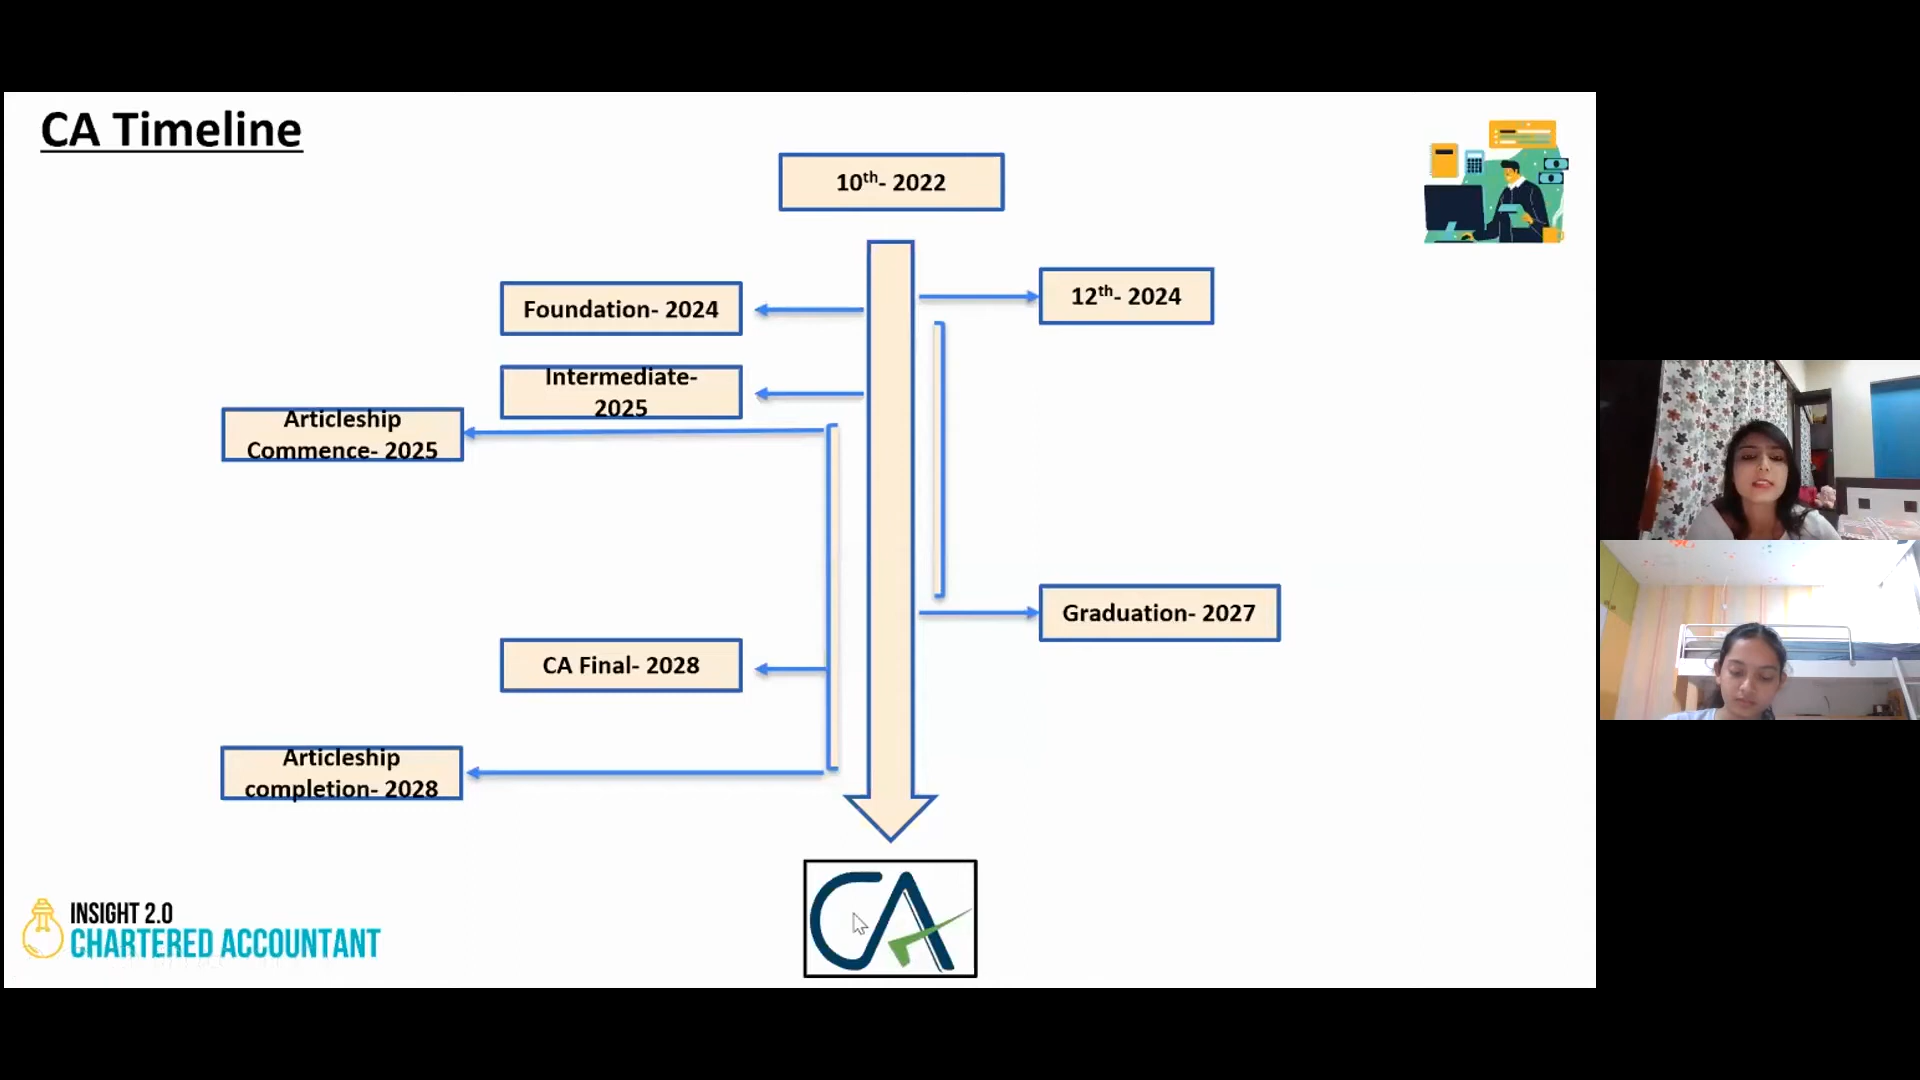 CA Timeline
10th- 2022
12th- 2024
Foundation- 2024
Intermediate-
2025
Articleship
Commence- 2025
Graduation- 2027
CA Final- 2028
Articleship
completion- 2028
CA
INSIGHT 2.0
CHARTERED ACCOUNTANT